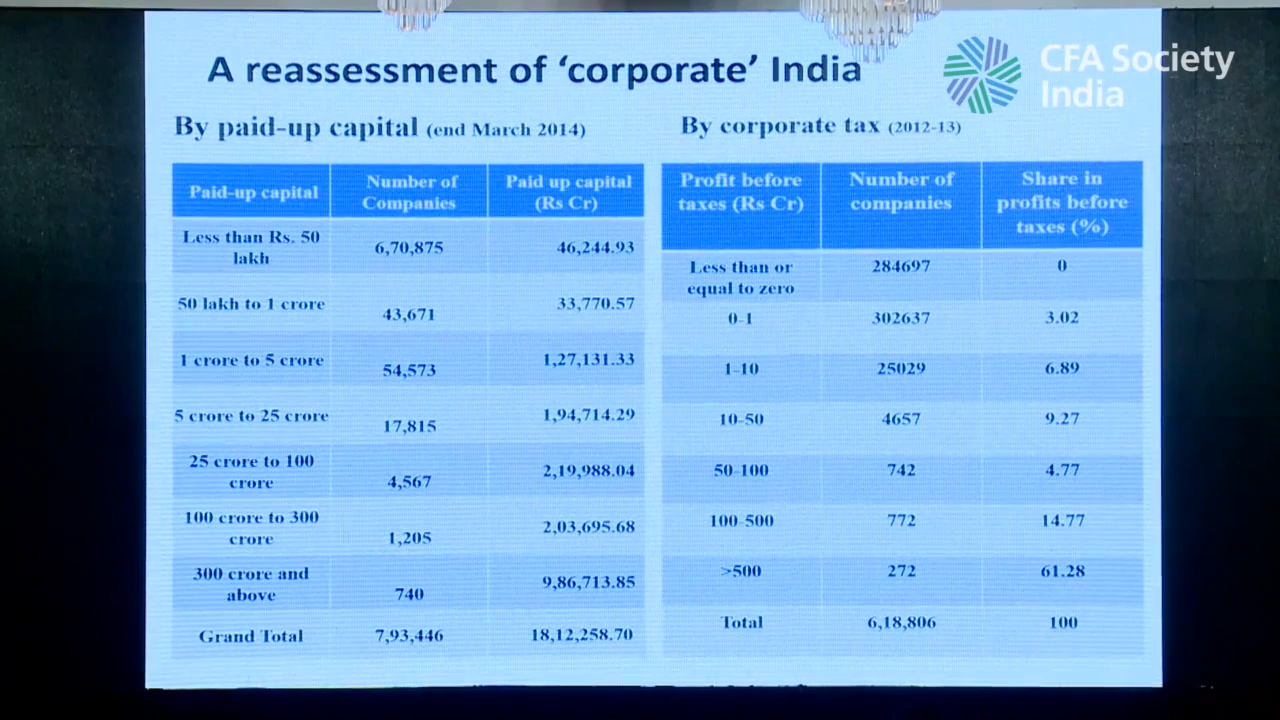 A reassessment of ‘corporate’ India
CFA Society
India
By paid-up capital (end March 2014)
Paid-up capital
Number of
Companies
Paid up capital
(Rs Cr)
Less than Rs. 50
lakh
6,70,875
46,244.93
50 lakh to 1 crore
43,671
33,770.57
1 crore to 5 crore
54,573
1,27,131.33
5 crore to 25 crore
17,815
1,94,714.29
25 crore to 100
crore
4,567
2,19,988.04
100 crore to 300
crore
1,205
2,03,695.68
300 crore and
above
740
9,86,713.85
Grand Total
7,93,446
18,12,258.70
By corporate tax (2012-13)
Profit before
taxes (Rs Cr)
Number of
companies
Share in
profits before
taxes (%)
Less than or
equal to zero
284697
0
0-1
302637
3.02
1-10
25029
6.89
10-50
4657
9.27
50-100
742
4.77
100-500
772
14.77
>500
272
61.28
Total
6,18,806
100